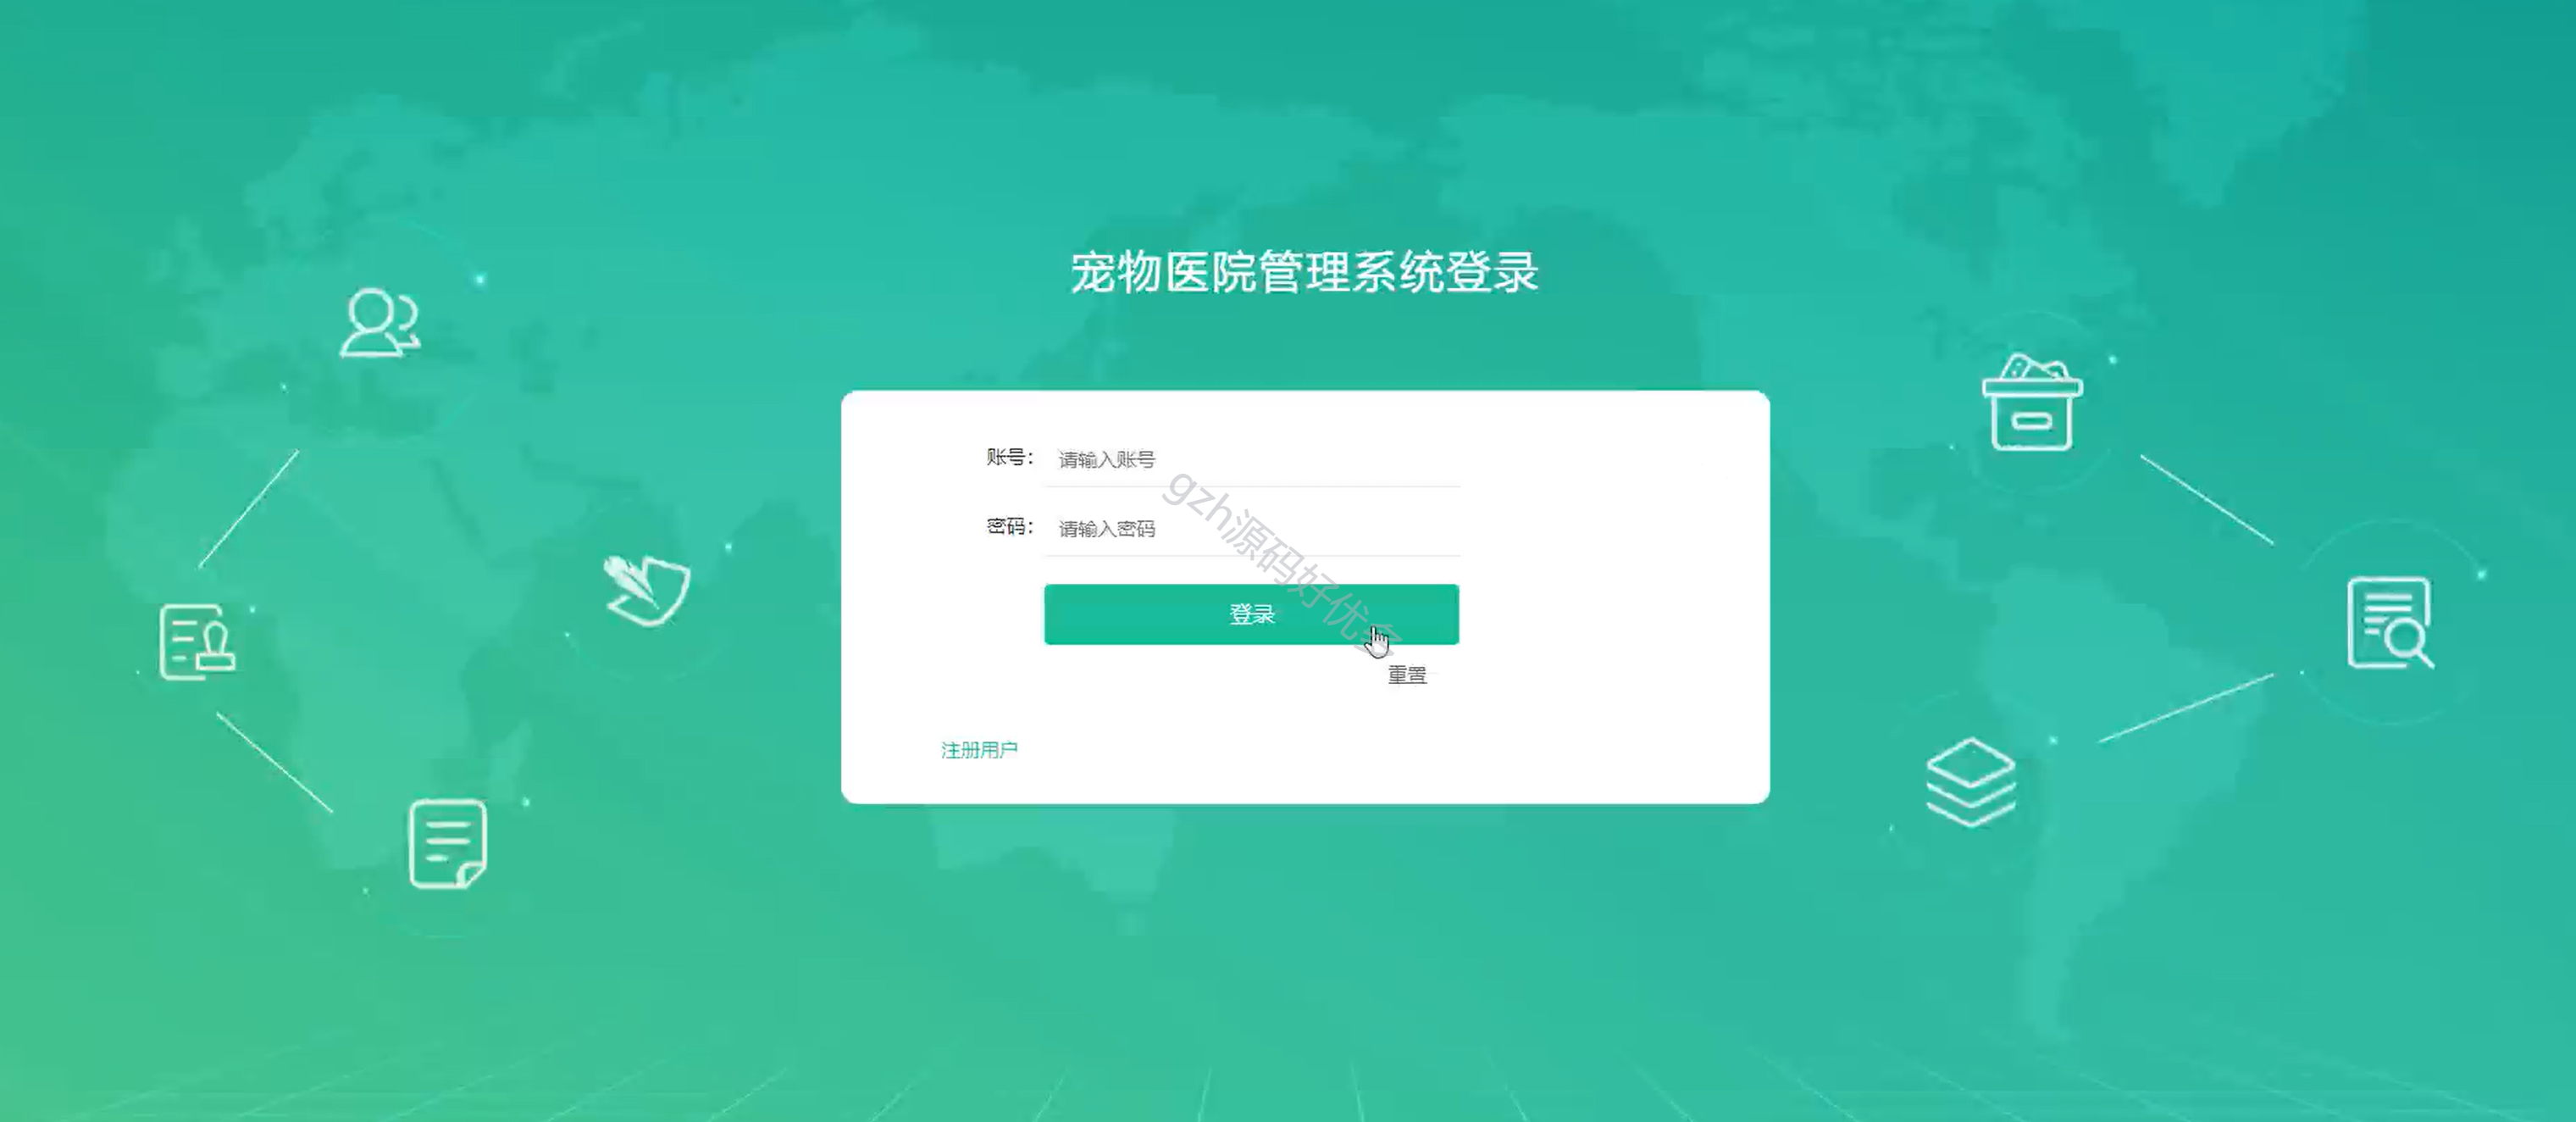 宠物医院管理系统登录
账号： 请输入账号
密码： 请输入密码
登录
重置
注册用户
gzh源码好优多